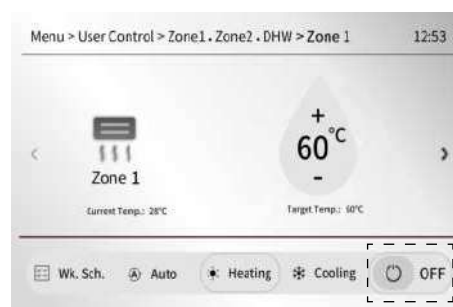 Menu > User Control > Zone1 • Zone2 • DHW > Zone 1 12:53
+
60°C
-
Zone 1
Current Temp.: 28°C Target Temp.: 60°C
Wk. Sch. A Auto Heating Cooling OFF